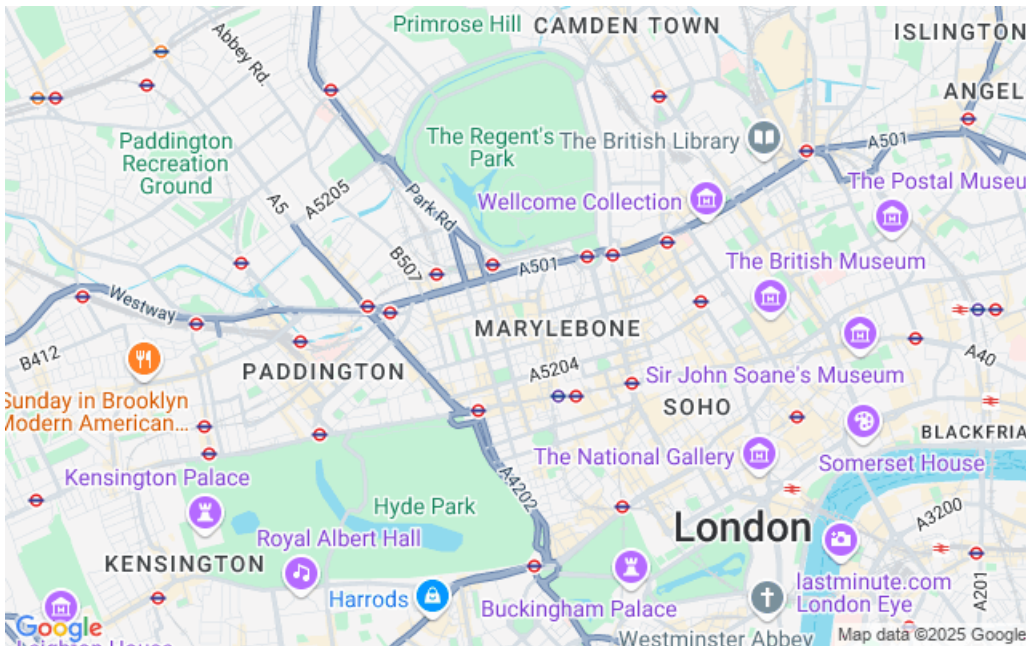 Primrose Hill
CAMDEN TOWN
ISLINGTON
Abbey Rd.
ANGEL
Paddington
Recreation
Ground
The Regent's
Park
The British Library
A501
A5205
A5
Park Rd
Wellcome Collection
The Postal Museu
B507
A501
The British Museum
Westway
MARYLEBONE
B412
PADDINGTON
A5204
A40
Sir John Soane's Museum
Sunday in Brooklyn
Modern American...
SOHO
BLACKFRIA
Kensington Palace
The National Gallery
Somerset House
A4202
Hyde Park
A3200
London
Royal Albert Hall
KENSINGTON
Harrods
Buckingham Palace
lastminute.com
London Eye
A201
Google
Westminster Abbey
Map data ©2025 Google